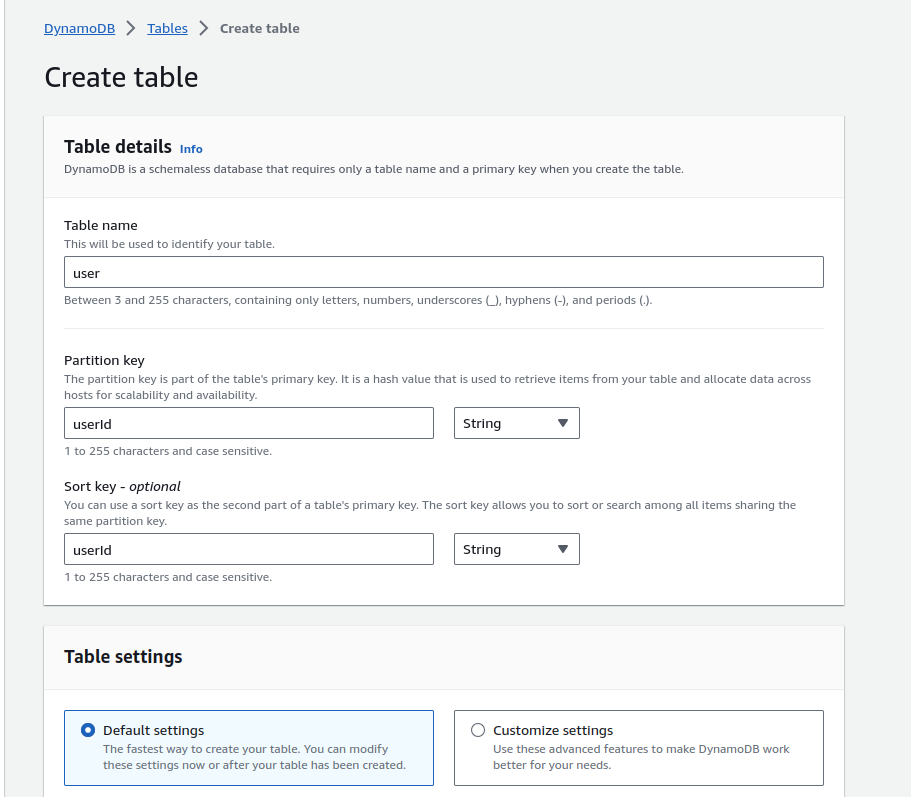 DynamoDB > Tables > Create table
Create table
Table details Info
DynamoDB is a schemaless database that requires only a table name and a primary key when you create the table.
Table name
This will be used to identify your table.
user
Between 3 and 255 characters, containing only letters, numbers, underscores (_), hyphens (-), and periods (.).
Partition key
The partition key is part of the table's primary key. It is a hash value that is used to retrieve items from your table and allocate data across
hosts for scalability and availability.
userId String
1 to 255 characters and case sensitive.
Sort key - optional
You can use a sort key as the second part of a table's primary key. The sort key allows you to sort or search among all items sharing the
same partition key.
userId String
1 to 255 characters and case sensitive.
Table settings
Default settings
The fastest way to create your table. You can modify
these settings now or after your table has been created.
Customize settings
Use these advanced features to make DynamoDB work
better for your needs.